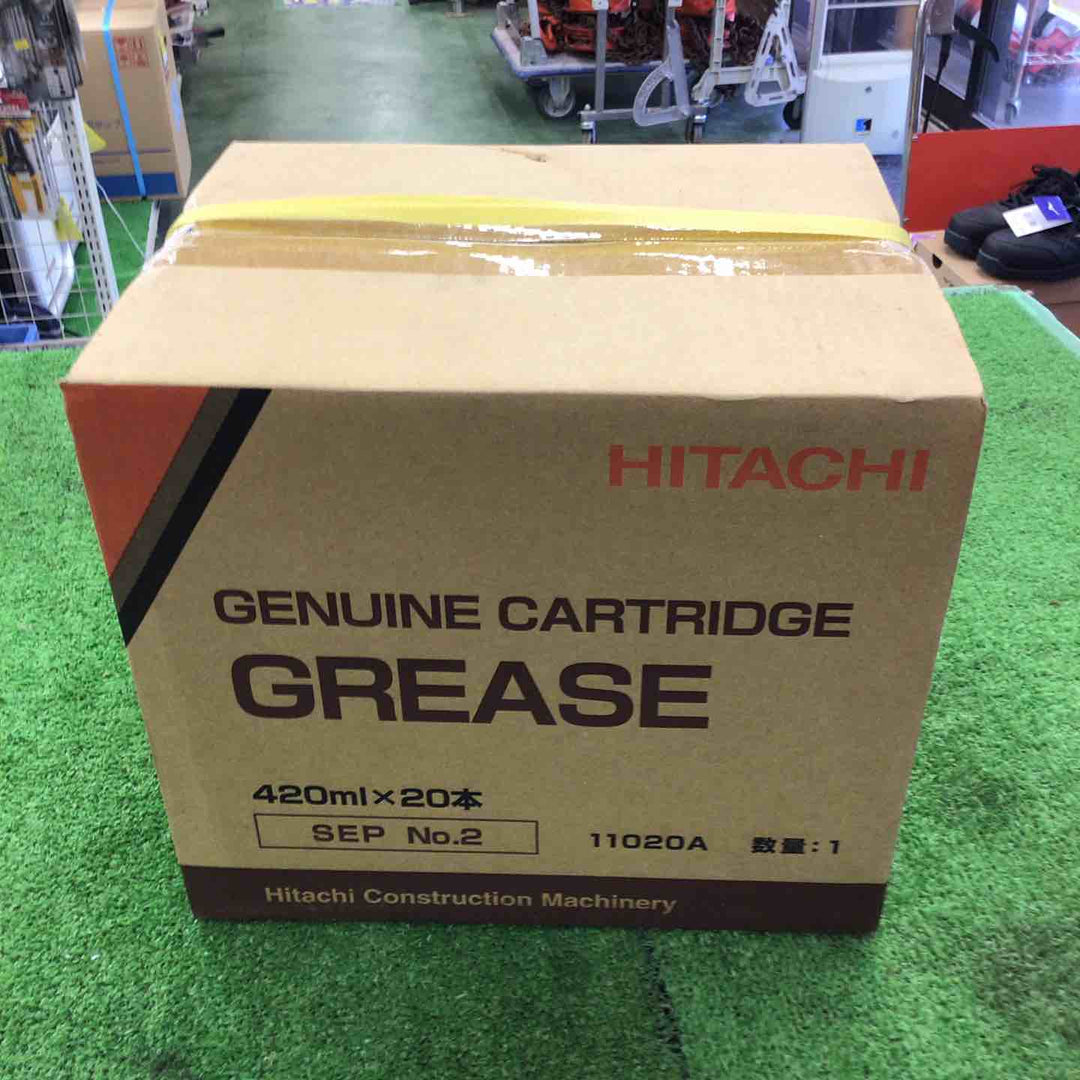 HITACHI
GENUINE CARTRIDGE
GREASE
420ml×20本
SEP No.2
11020A 数量:1
Hitachi Construction Machinery